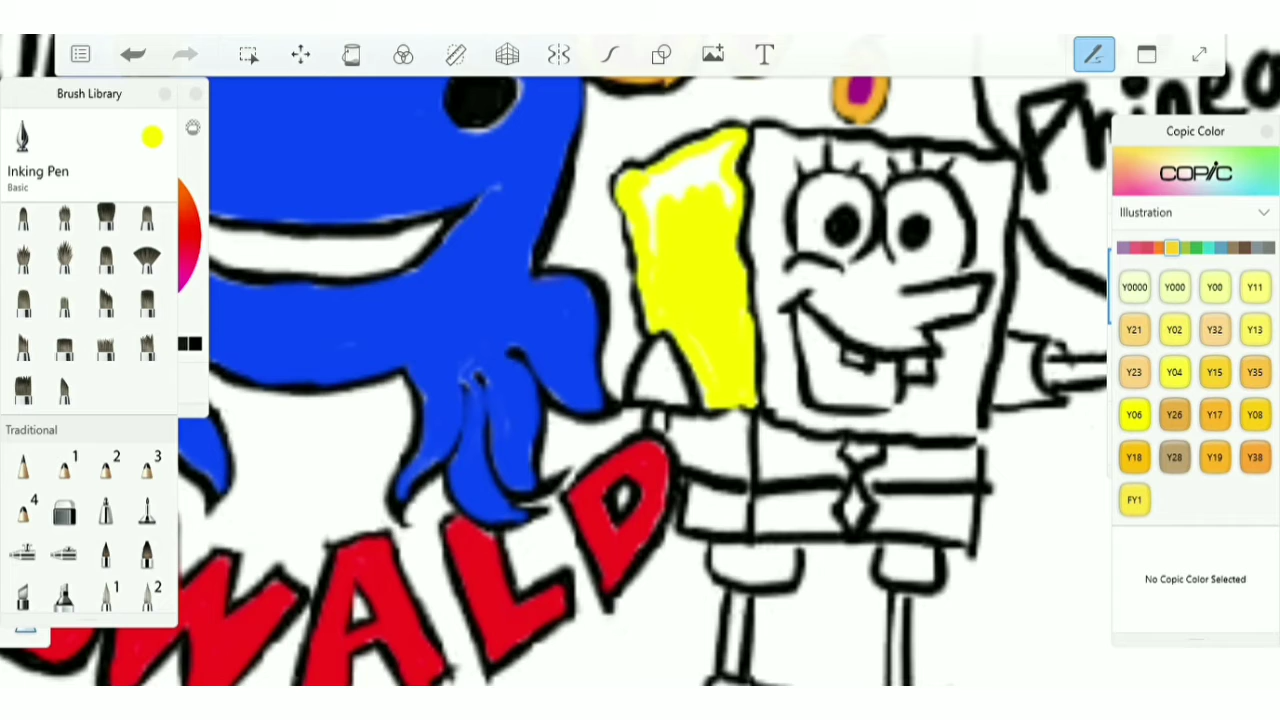 T
Brush Library
Inking Pen
Basic
Traditional
1
2
3
4
1
2
WALD
Copic Color
COPIC
Illustration
Y0000 Y000 Y00 Y11
Y21 Y02 Y32 Y13
Y23 Y04 Y15 Y35
Y06 Y26 Y17 Y08
Y18 Y28 Y19 Y38
FY1
No Copic Color Selected